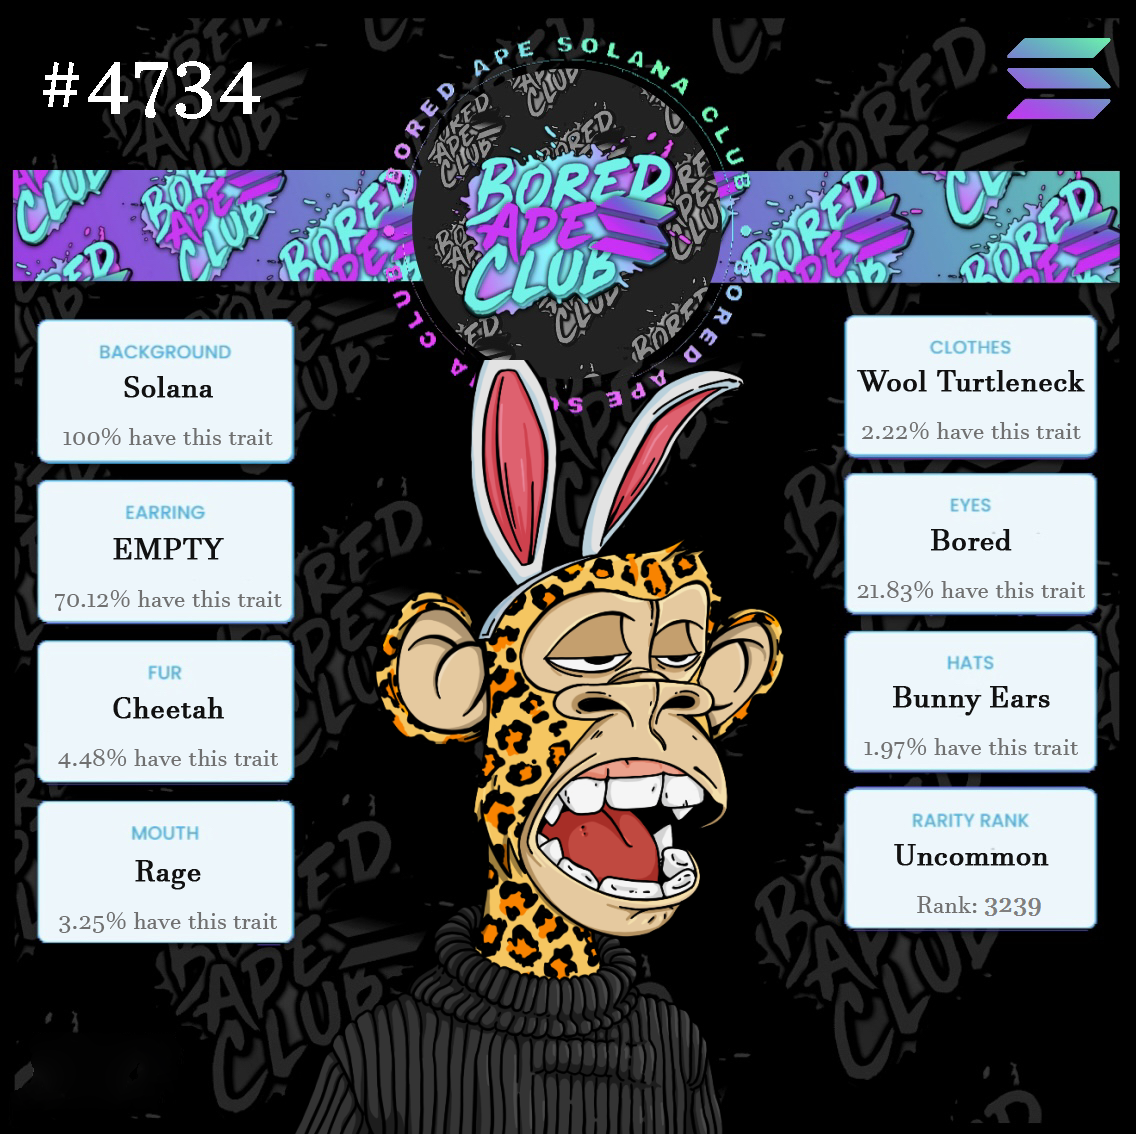 #4734
BORED APE SOLANA CLUB
BORED
APE
CLUB
BACKGROUND
Solana
100% have this trait
EARRING
EMPTY
70.12% have this trait
FUR
Cheetah
4.48% have this trait
MOUTH
Rage
3.25% have this trait
CLOTHES
Wool Turtleneck
2.22% have this trait
EYES
Bored
21.83% have this trait
HATS
Bunny Ears
1.97% have this trait
RARITY RANK
Uncommon
Rank: 3239